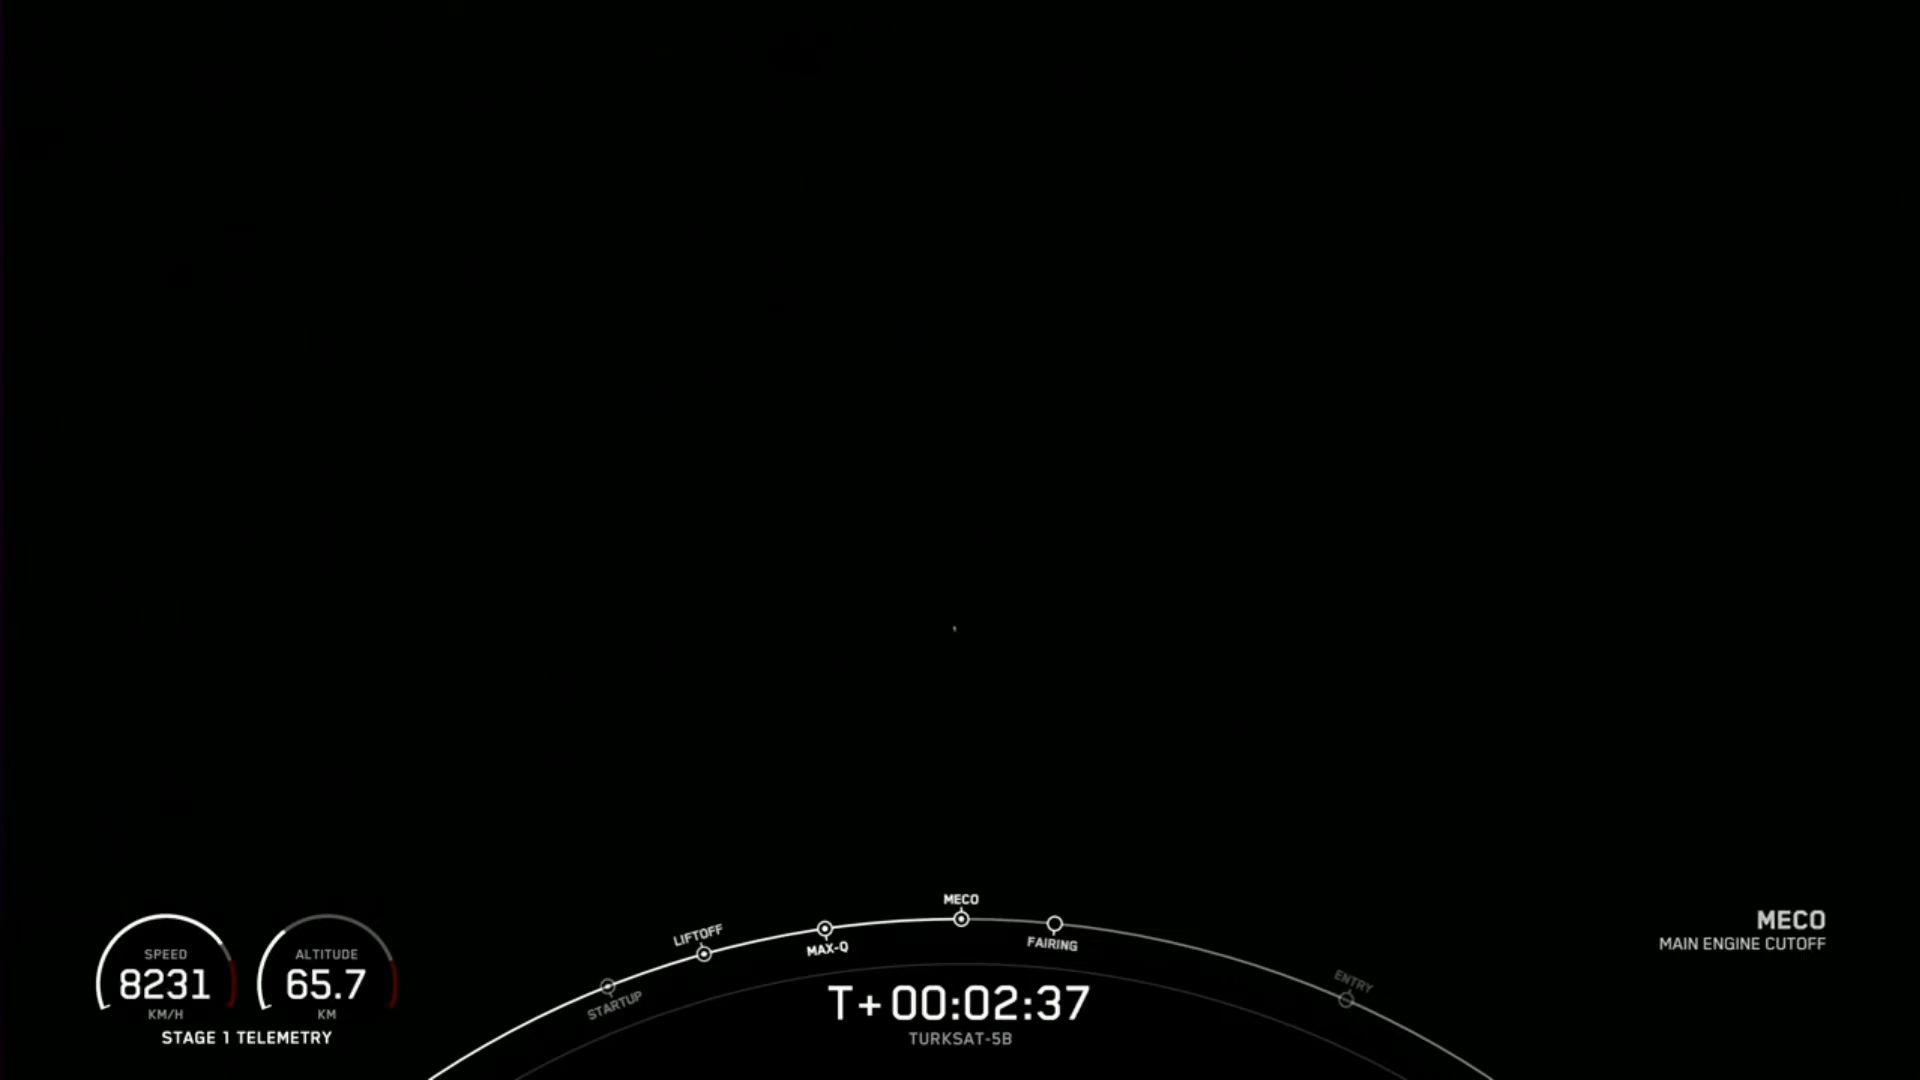 SPEED
8231
KM/H
ALTITUDE
65.7
KM
STAGE 1 TELEMETRY
STARTUP
LIFTOFF
MAX-Q
MECO
FAIRING
ENTRY
T+00:02:37
TURKSAT-5B
MECO
MAIN ENGINE CUTOFF